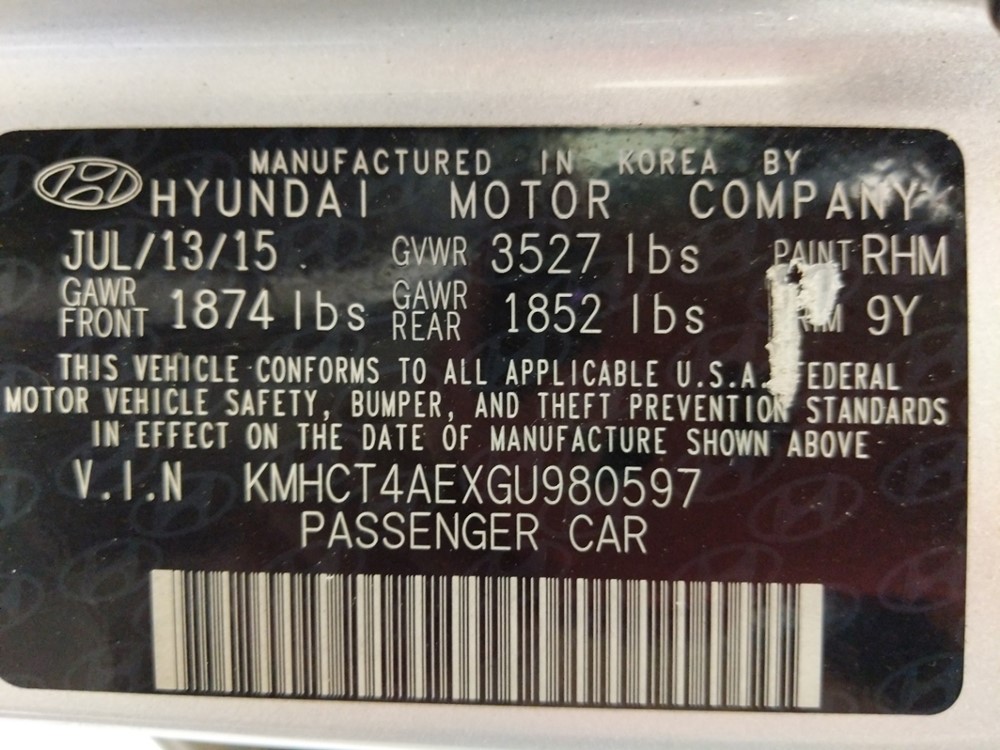 MANUFACTURED IN KOREA BY
HYUNDAI MOTOR COMPANY
JUL/13/15 GVWR 3527 lbs PAINT RHM
GAWR FRONT 1874 lbs GAWR REAR 1852 lbs TRIM 9Y
THIS VEHICLE CONFORMS TO ALL APPLICABLE U.S.A. FEDERAL
MOTOR VEHICLE SAFETY, BUMPER, AND THEFT PREVENTION STANDARDS
IN EFFECT ON THE DATE OF MANUFACTURE SHOWN ABOVE
V.I.N KMHCT4AEXGU980597
PASSENGER CAR